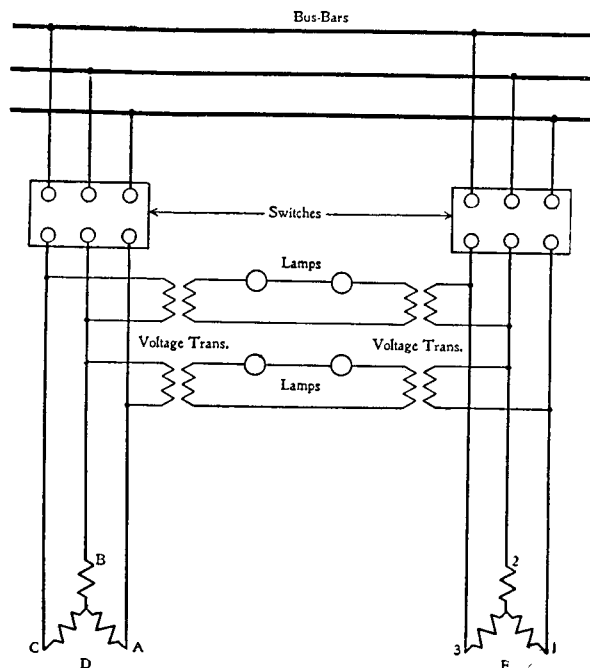 Bus-Bars
Switches
Lamps
Voltage Trans. Voltage Trans.
Lamps
B 2
C A 3 1
D